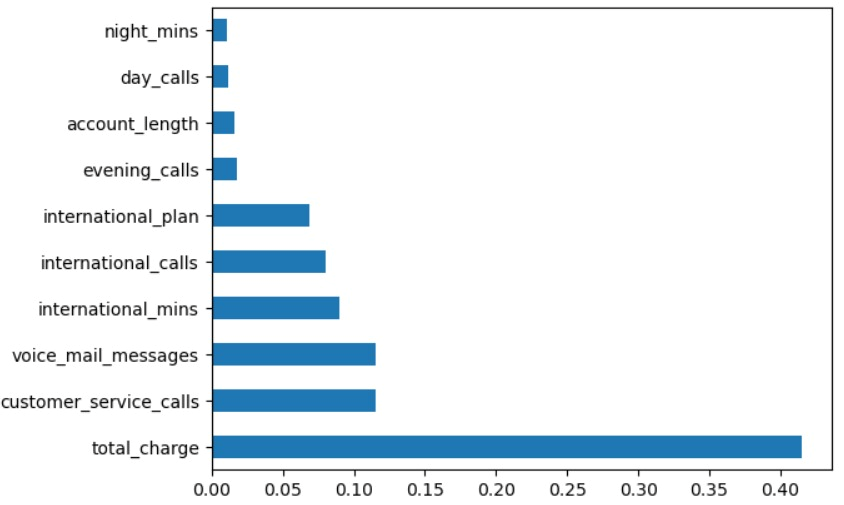 night_mins
day_calls
account_length
evening_calls
international_plan
international_calls
international_mins
voice_mail_messages
customer_service_calls
total_charge
0.00 0.05 0.10 0.15 0.20 0.25 0.30 0.35 0.40